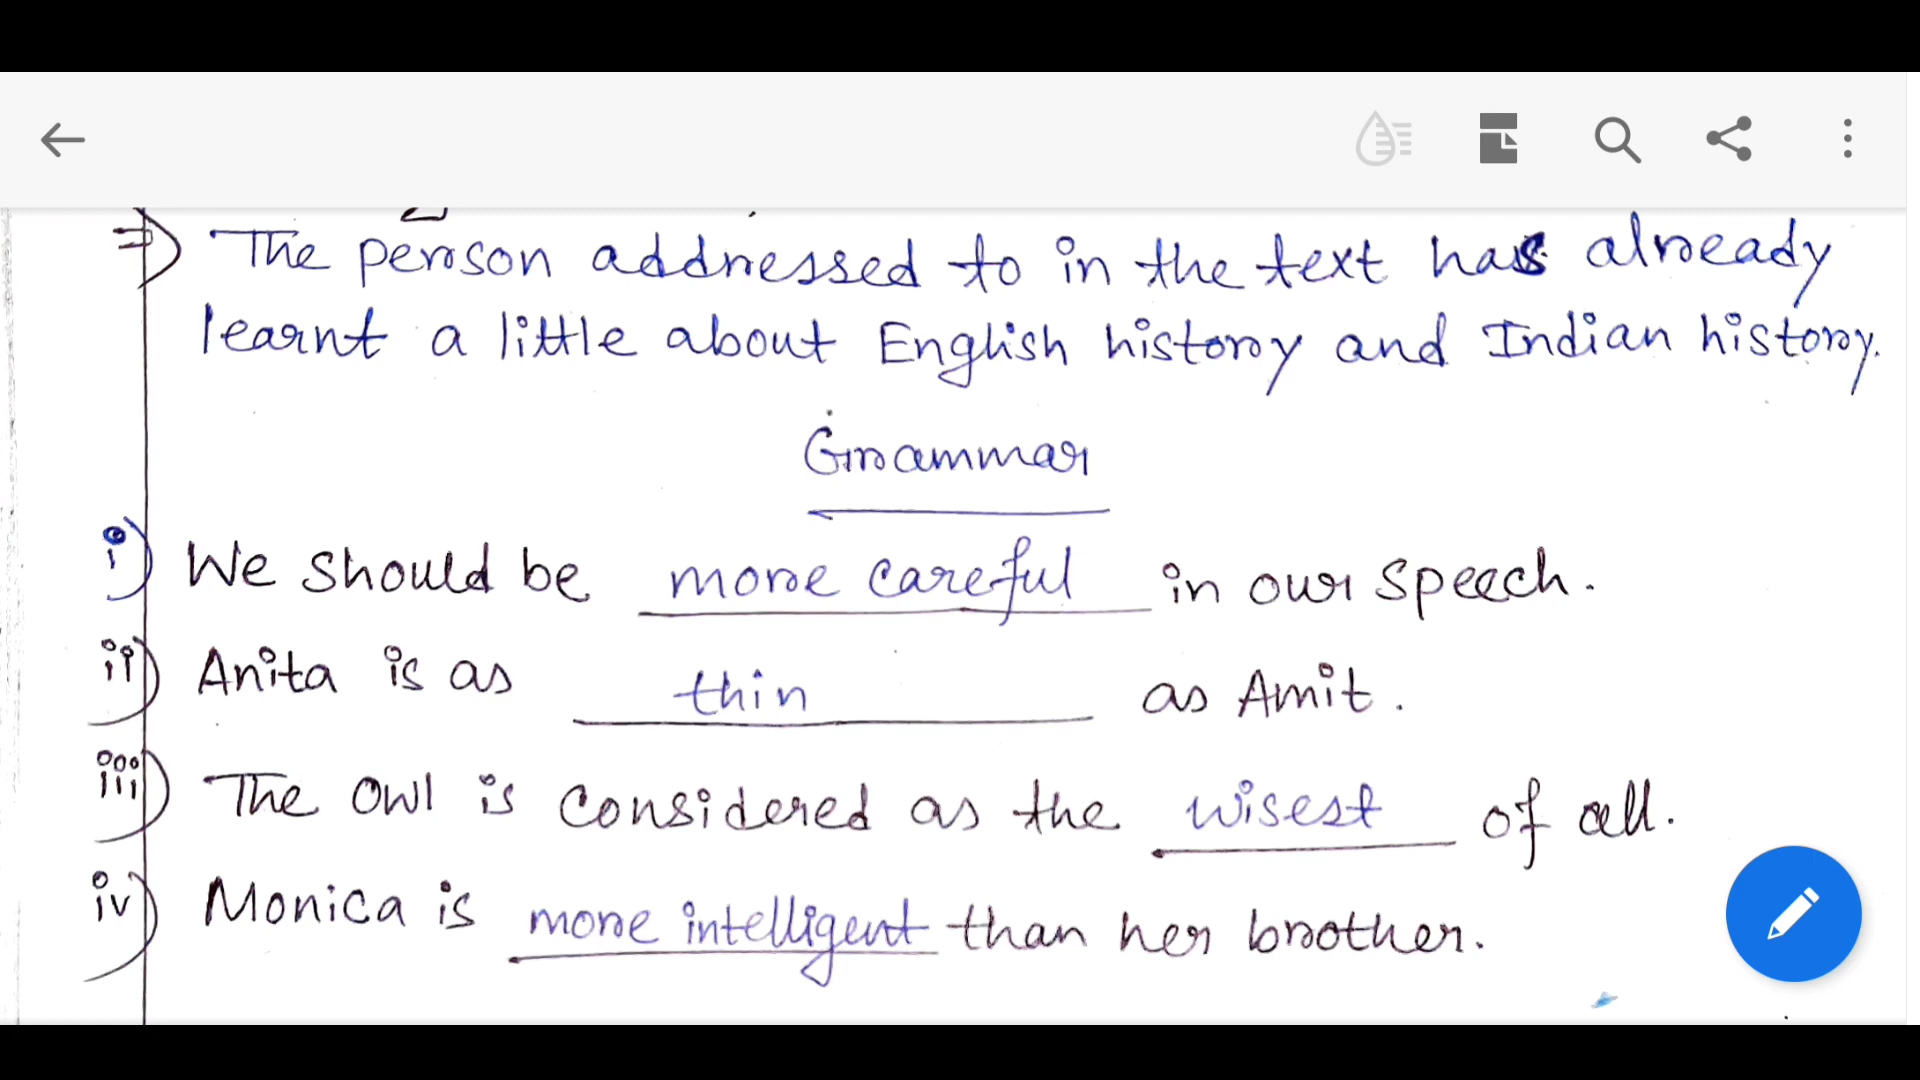 ⇒) The person addressed to in the text has already
learnt a little about English history and Indian history.
Grammar
i) We should be more careful in our speech.
ii) Anita is as thin as Amit.
iii) The Owl is considered as the wisest of all.
iv) Monica is more intelligent than her brother.